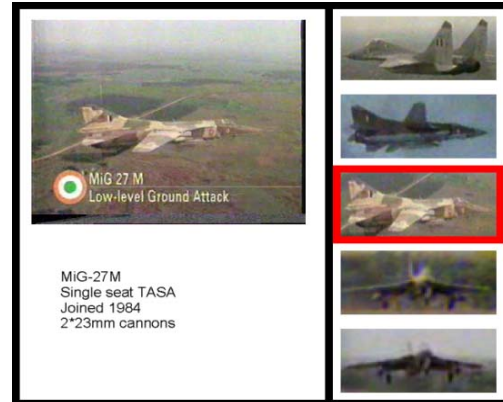 MiG 27 M
Low-level Ground Attack
MiG-27M
Single seat TASA
Joined 1984
2*23mm cannons